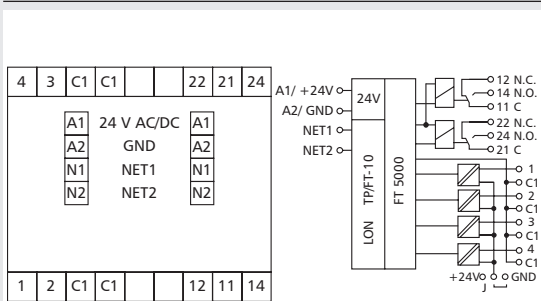 4 3 C1 C1 22 21 24
A1 24 V AC/DC A1
A2 GND A2
N1 NET1 N1
N2 NET2 N2
1 2 C1 C1 12 11 14
A1/ +24V
A2/ GND
NET1
NET2
24V
LON TP/FT-10
FT 5000
12 N.C.
14 N.O.
11 C
22 N.C.
24 N.O.
21 C
1
C1
2
C1
3
C1
4
C1
+24V GND
J